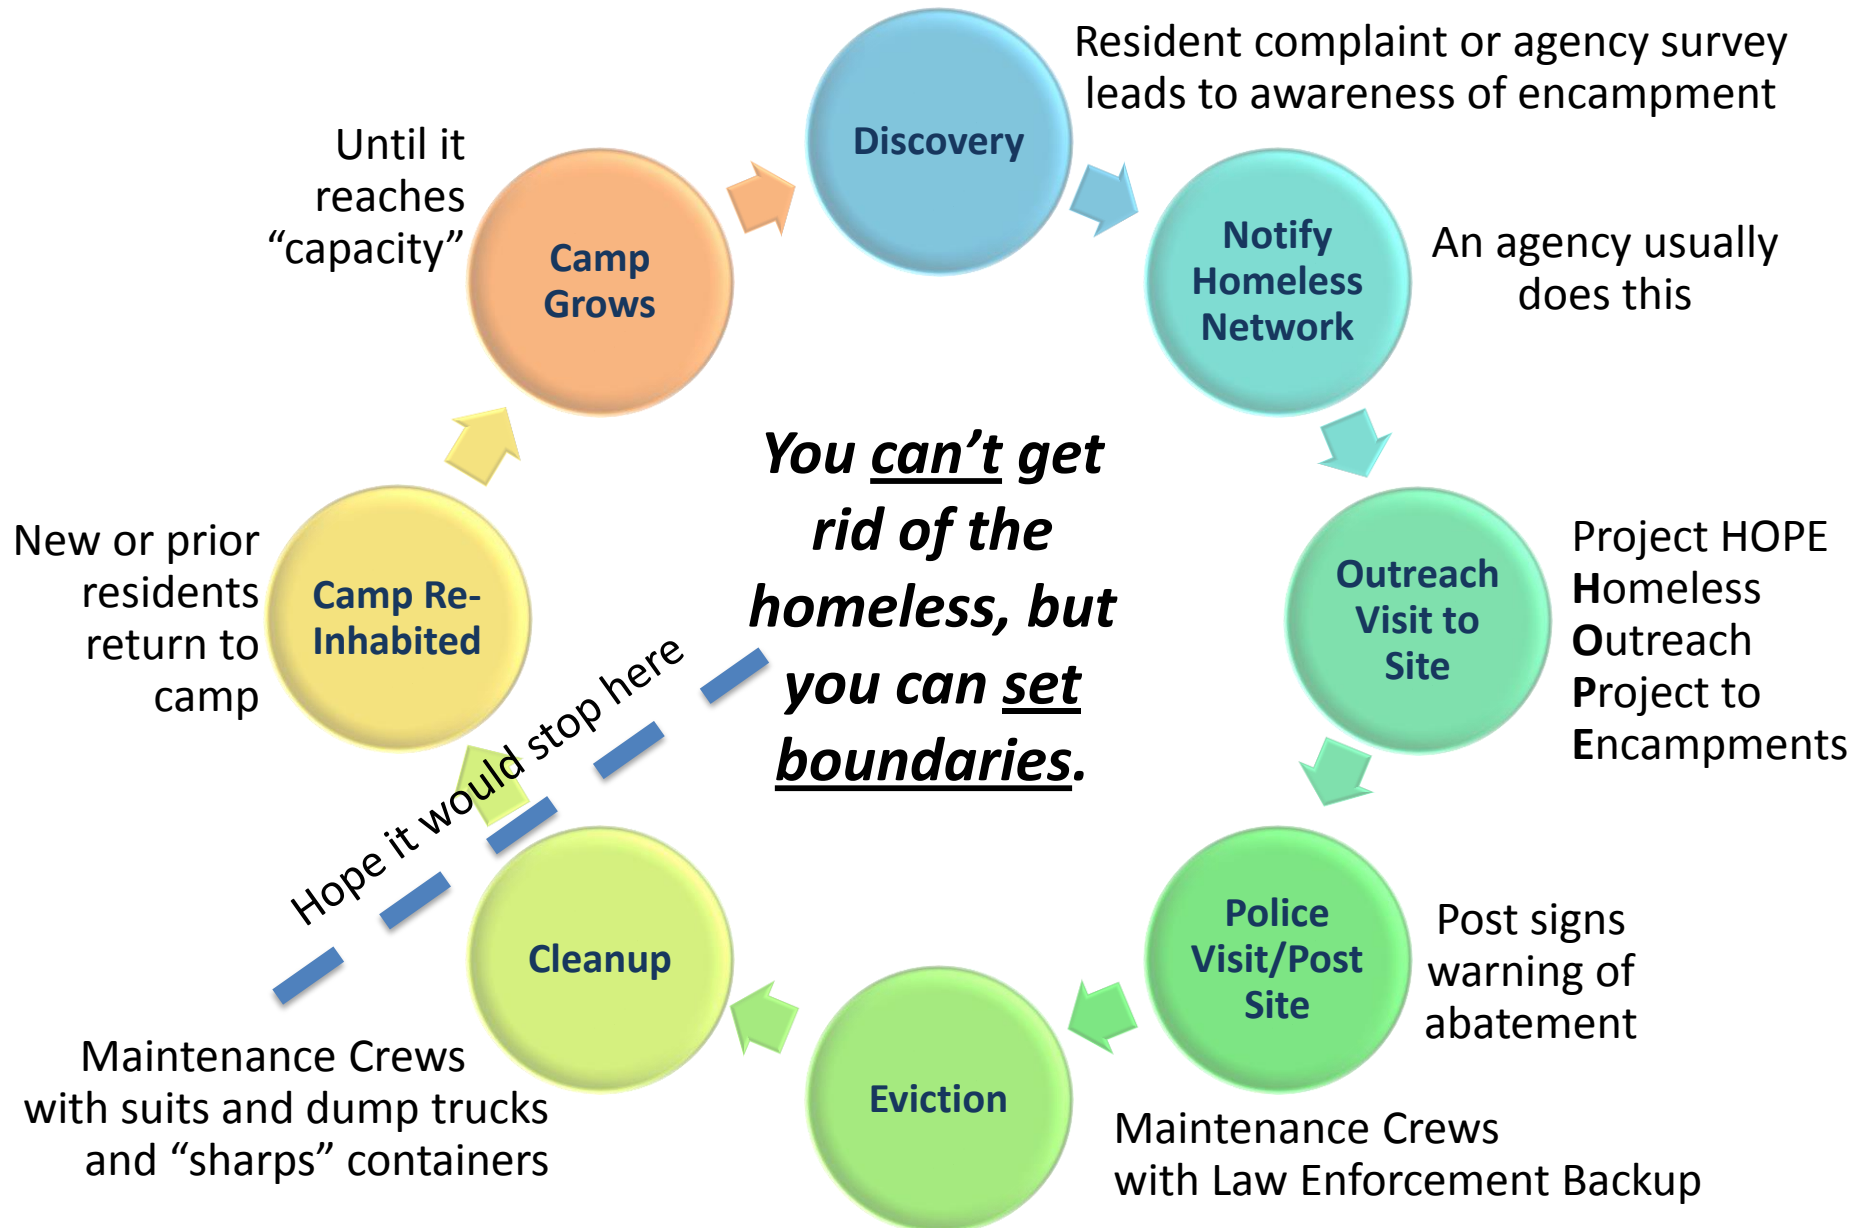 Discovery
Resident complaint or agency survey
leads to awareness of encampment
Notify
Homeless
Network
An agency usually
does this
Outreach
Visit to
Site
Project HOPE
Homeless
Outreach
Project to
Encampments
Police
Visit/Post
Site
Post signs
warning of
abatement
Eviction
Maintenance Crews
with Law Enforcement Backup
Cleanup
Maintenance Crews
with suits and dump trucks
and “sharps” containers
Hope it would stop here
Camp Re-
Inhabited
New or prior
residents
return to
camp
Camp
Grows
Until it
reaches
“capacity”
You can’t get
rid of the
homeless, but
you can set
boundaries.